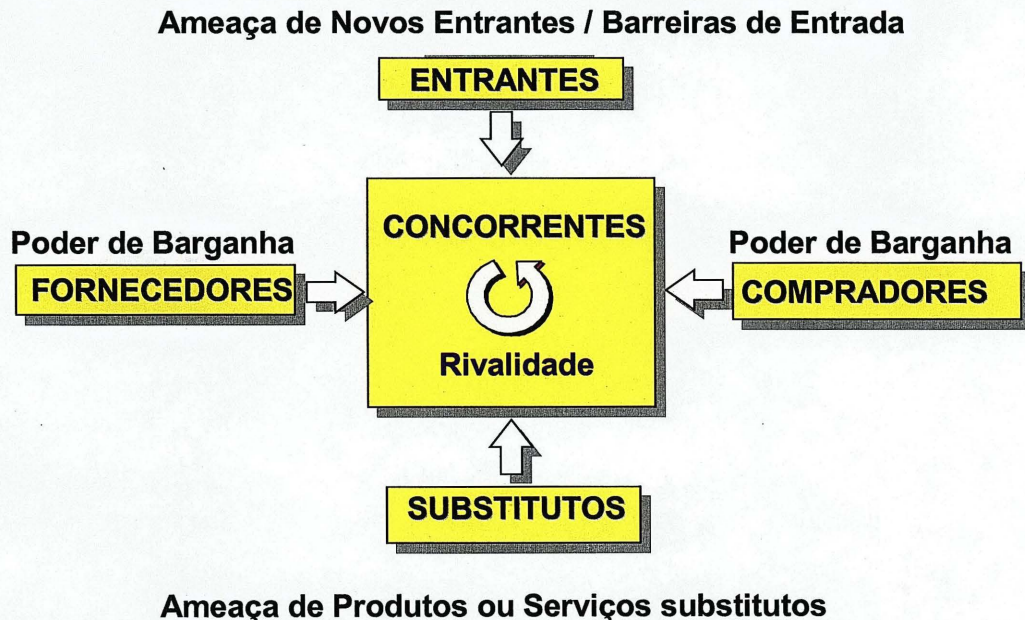 Ameaça de Novos Entrantes / Barreiras de Entrada
ENTRANTES
CONCORRENTES
Poder de Barganha
FORNECEDORES
Poder de Barganha
COMPRADORES
Rivalidade
SUBSTITUTOS
Ameaça de Produtos ou Serviços substitutos